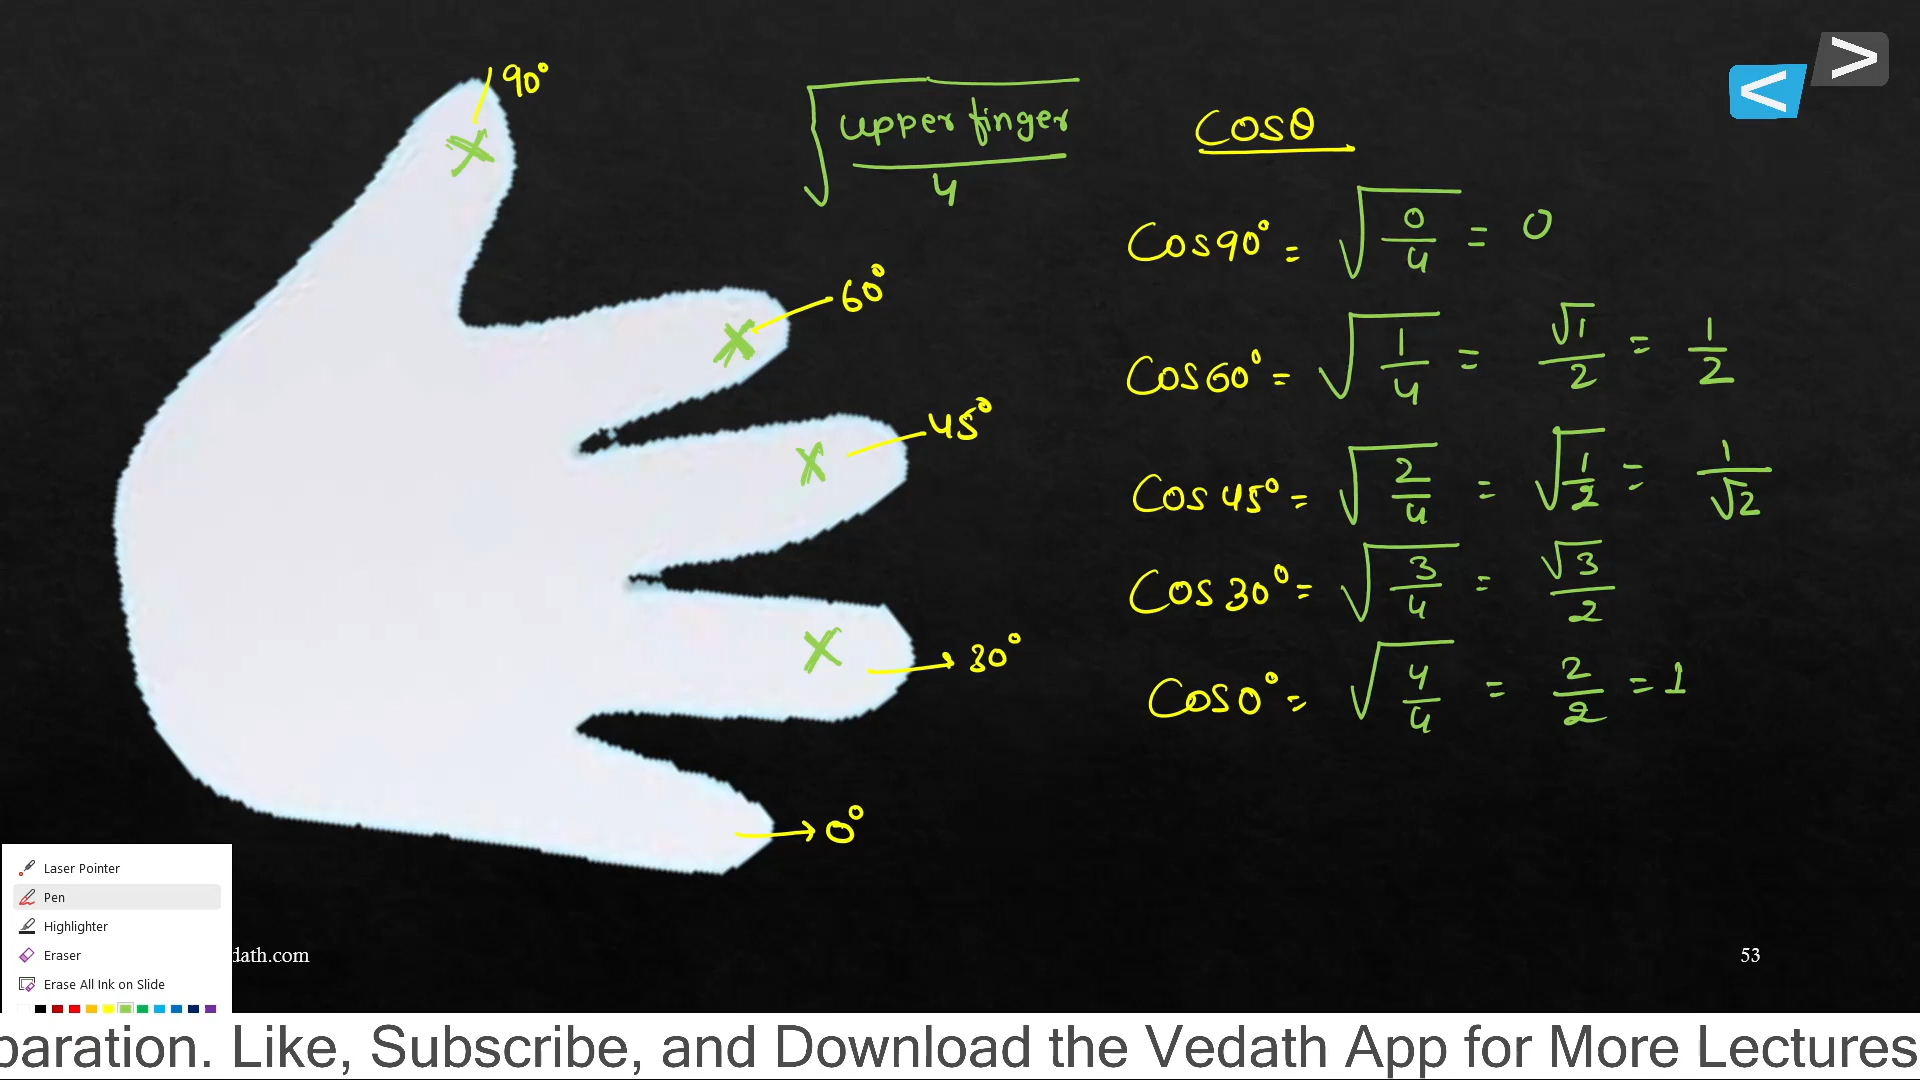 90°
60°
45°
30°
0°
√(upper finger / 4)
Cosθ
Cos90° = √(0/4) = 0
Cos60° = √(1/4) = √1/2 = 1/2
Cos45° = √(2/4) = √(1/2) = 1/√2
Cos30° = √(3/4) = √3/2
Cos0° = √(4/4) = 2/2 = 1
Laser Pointer
Pen
Highlighter
Eraser
Erase All Ink on Slide
dath.com
53
paration. Like, Subscribe, and Download the Vedath App for More Lectures